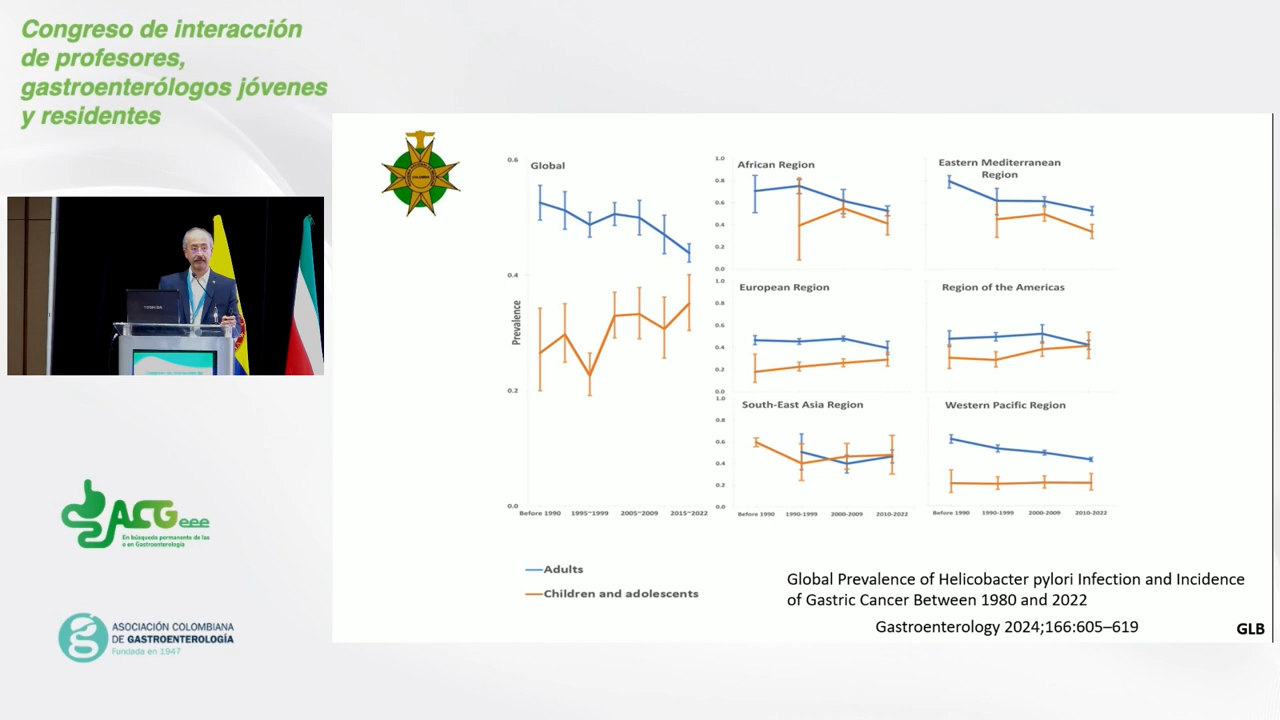 Congreso de interacción
de profesores,
gastroenterólogos jóvenes
y residentes
COLOMBIA
TOSHIBA
ACGeee
En búsqueda permanente de las
e en Gastroenterología
ASOCIACIÓN COLOMBIANA
DE GASTROENTEROLOGÍA
Fundada en 1947
Global
Prevalence
0.6
0.4
0.2
0.0
Before 1990 1995~1999 2005~2009 2015~2022
African Region
1.0
0.8
0.6
0.4
0.2
0.0
Eastern Mediterranean
Region
European Region
1.0
0.8
0.6
0.4
0.2
0.0
Region of the Americas
South-East Asia Region
1.0
0.8
0.6
0.4
0.2
0.0
Before 1990 1990-1999 2000-2009 2010-2022
Western Pacific Region
Before 1990 1990-1999 2000-2009 2010-2022
Adults
Children and adolescents
Global Prevalence of Helicobacter pylori Infection and Incidence
of Gastric Cancer Between 1980 and 2022
Gastroenterology 2024;166:605–619
GLB